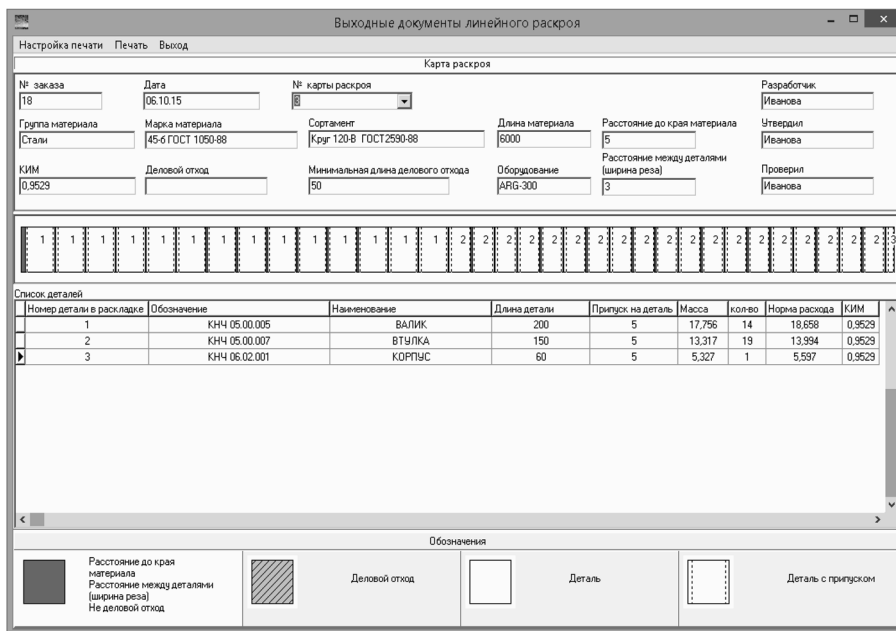 Выходные документы линейного раскроя
Настройка печати Печать Выход
Карта раскроя
№ заказа Дата № карты раскроя Разработчик
18 06.10.15 3 Иванова
Группа материала Марка материала Сортамент Длина материала Расстояние до края материала Утвердил
Стали 45-б ГОСТ 1050-88 Круг 120-В ГОСТ2590-88 6000 5 Иванова
КИМ Деловой отход Минимальная длина делового отхода Оборудование Расстояние между деталями (ширина реза) Проверил
0,9529 50 ARG-300 3 Иванова
1 1 1 1 1 1 1 1 1 1 1 1 1 1 2 2 2 2 2 2 2 2 2 2 2 2 2 2 2 2 2 2 2 3
Список деталей
Номер детали в раскладке Обозначение Наименование Длина детали Припуск на деталь Масса кол-во Норма расхода КИМ
1 КНЧ 05.00.005 ВАЛИК 200 5 17,756 14 18,658 0,9529
2 КНЧ 05.00.007 ВТУЛКА 150 5 13,317 19 13,994 0,9529
3 КНЧ 06.02.001 КОРПУС 60 5 5,327 1 5,597 0,9529
Обозначения
Расстояние до края
материала
Расстояние между деталями
(ширина реза)
Не деловой отход
Деловой отход
Деталь
Деталь с припуском